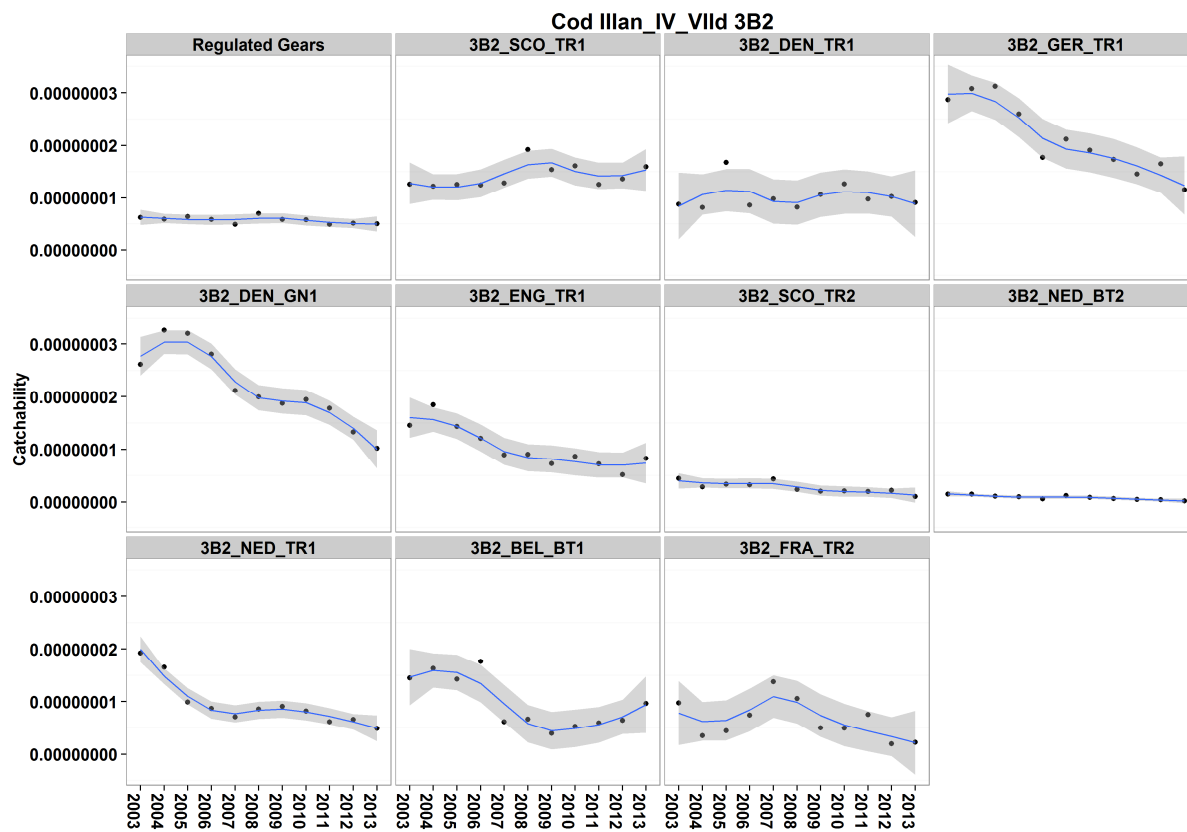 Cod IIIan_IV_VIId 3B2
Regulated Gears 3B2_SCO_TR1 3B2_DEN_TR1 3B2_GER_TR1
0.00000003
0.00000002
0.00000001
0.00000000
3B2_DEN_GN1 3B2_ENG_TR1 3B2_SCO_TR2 3B2_NED_BT2
0.00000003
0.00000002
0.00000001
0.00000000
Catchability
3B2_NED_TR1 3B2_BEL_BT1 3B2_FRA_TR2
0.00000003
0.00000002
0.00000001
0.00000000
2003 2004 2005 2006 2007 2008 2009 2010 2011 2012 2013 2003 2004 2005 2006 2007 2008 2009 2010 2011 2012 2013 2003 2004 2005 2006 2007 2008 2009 2010 2011 2012 2013